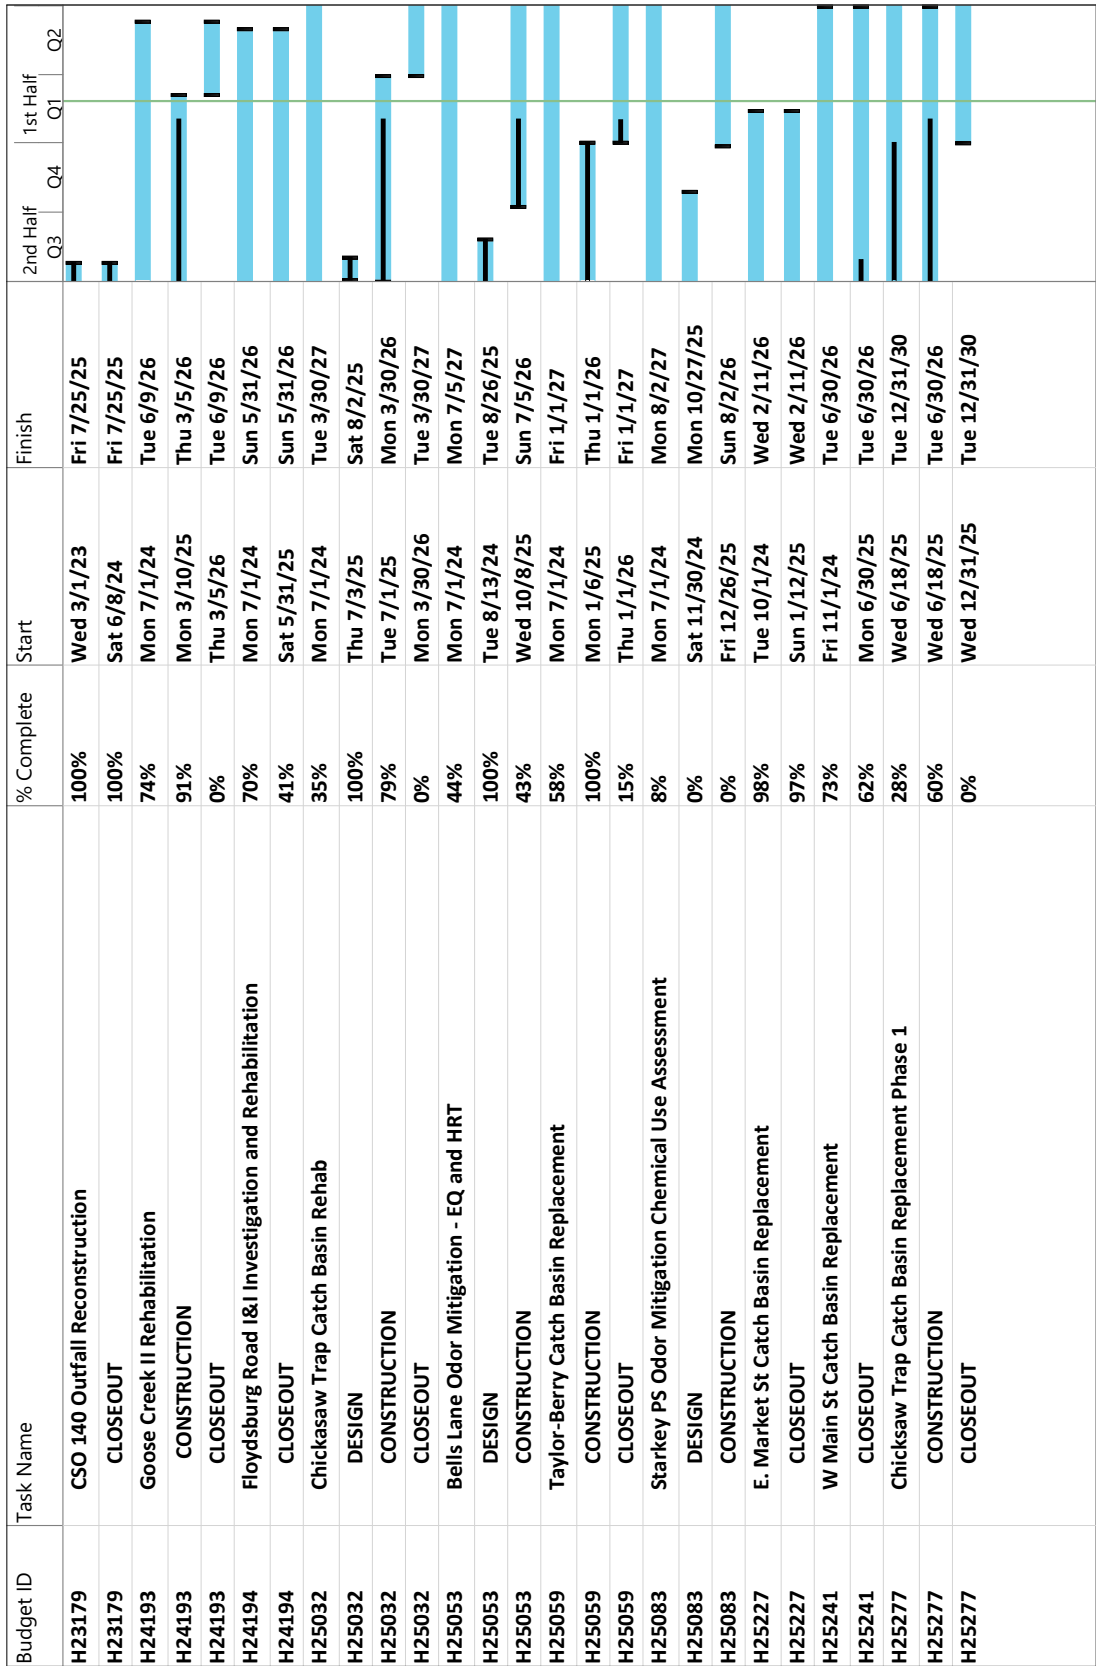 Budget ID Task Name % Complete Start Finish 2nd Half 1st Half
Q3 Q4 Q1 Q2
H23179 CSO 140 Outfall Reconstruction 100% Wed 3/1/23 Fri 7/25/25
H23179 CLOSEOUT 100% Sat 6/8/24 Fri 7/25/25
H24193 Goose Creek II Rehabilitation 74% Mon 7/1/24 Tue 6/9/26
H24193 CONSTRUCTION 91% Mon 3/10/25 Thu 3/5/26
H24193 CLOSEOUT 0% Thu 3/5/26 Tue 6/9/26
H24194 Floydsburg Road I&I Investigation and Rehabilitation 70% Mon 7/1/24 Sun 5/31/26
H24194 CLOSEOUT 41% Sat 5/31/25 Sun 5/31/26
H25032 Chickasaw Trap Catch Basin Rehab 35% Mon 7/1/24 Tue 3/30/27
H25032 DESIGN 100% Thu 7/3/25 Sat 8/2/25
H25032 CONSTRUCTION 79% Tue 7/1/25 Mon 3/30/26
H25032 CLOSEOUT 0% Mon 3/30/26 Tue 3/30/27
H25053 Bells Lane Odor Mitigation - EQ and HRT 44% Mon 7/1/24 Mon 7/5/27
H25053 DESIGN 100% Tue 8/13/24 Tue 8/26/25
H25053 CONSTRUCTION 43% Wed 10/8/25 Sun 7/5/26
H25059 Taylor-Berry Catch Basin Replacement 58% Mon 7/1/24 Fri 1/1/27
H25059 CONSTRUCTION 100% Mon 1/6/25 Thu 1/1/26
H25059 CLOSEOUT 15% Thu 1/1/26 Fri 1/1/27
H25083 Starkey PS Odor Mitigation Chemical Use Assessment 8% Mon 7/1/24 Mon 8/2/27
H25083 DESIGN 0% Sat 11/30/24 Mon 10/27/25
H25083 CONSTRUCTION 0% Fri 12/26/25 Sun 8/2/26
H25227 E. Market St Catch Basin Replacement 98% Tue 10/1/24 Wed 2/11/26
H25227 CLOSEOUT 97% Sun 1/12/25 Wed 2/11/26
H25241 W Main St Catch Basin Replacement 73% Fri 11/1/24 Tue 6/30/26
H25241 CLOSEOUT 62% Mon 6/30/25 Tue 6/30/26
H25277 Chicksaw Trap Catch Basin Replacement Phase 1 28% Wed 6/18/25 Tue 12/31/30
H25277 CONSTRUCTION 60% Wed 6/18/25 Tue 6/30/26
H25277 CLOSEOUT 0% Wed 12/31/25 Tue 12/31/30